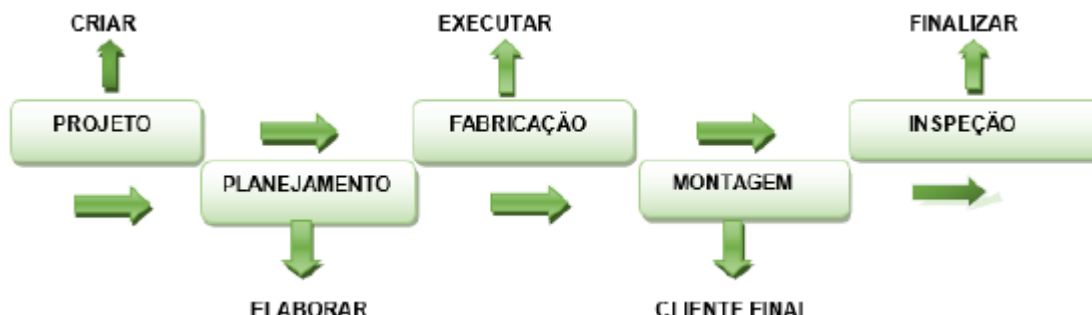 CRIAR
EXECUTAR
FINALIZAR
PROJETO
FABRICAÇÃO
INSPEÇÃO
PLANEJAMENTO
MONTAGEM
ELABORAR
CLIENTE FINAL